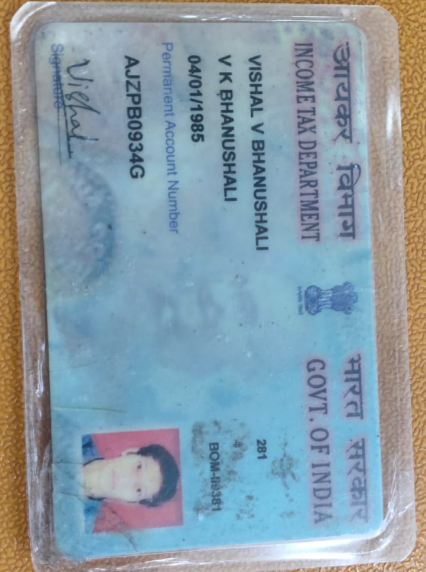 आयकर विभाग
INCOME TAX DEPARTMENT
भारत सरकार
GOVT. OF INDIA
VISHAL V BHANUSHALI
V K BHANUSHALI
04/01/1985
Permanent Account Number
AJZPB0934G
Signature
Vishal
281